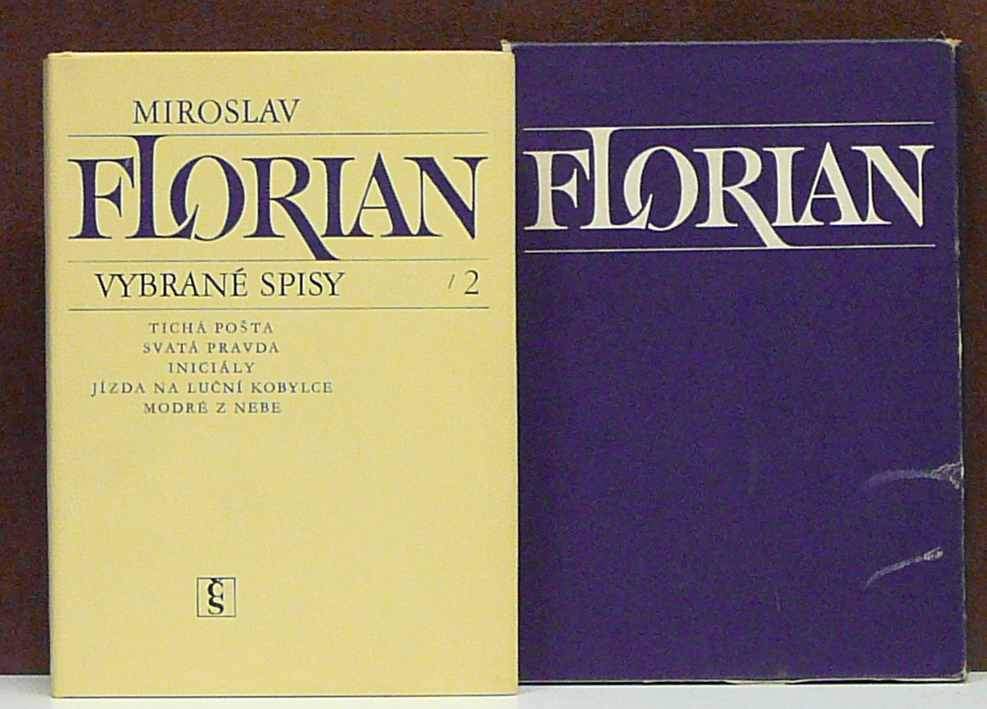 MIROSLAV
FLORIAN
VYBRANÉ SPISY / 2
TICHÁ POŠTA
SVATÁ PRAVDA
INICIÁLY
JÍZDA NA LUČNÍ KOBYLCE
MODRÉ Z NEBE
ČS
FLORIAN